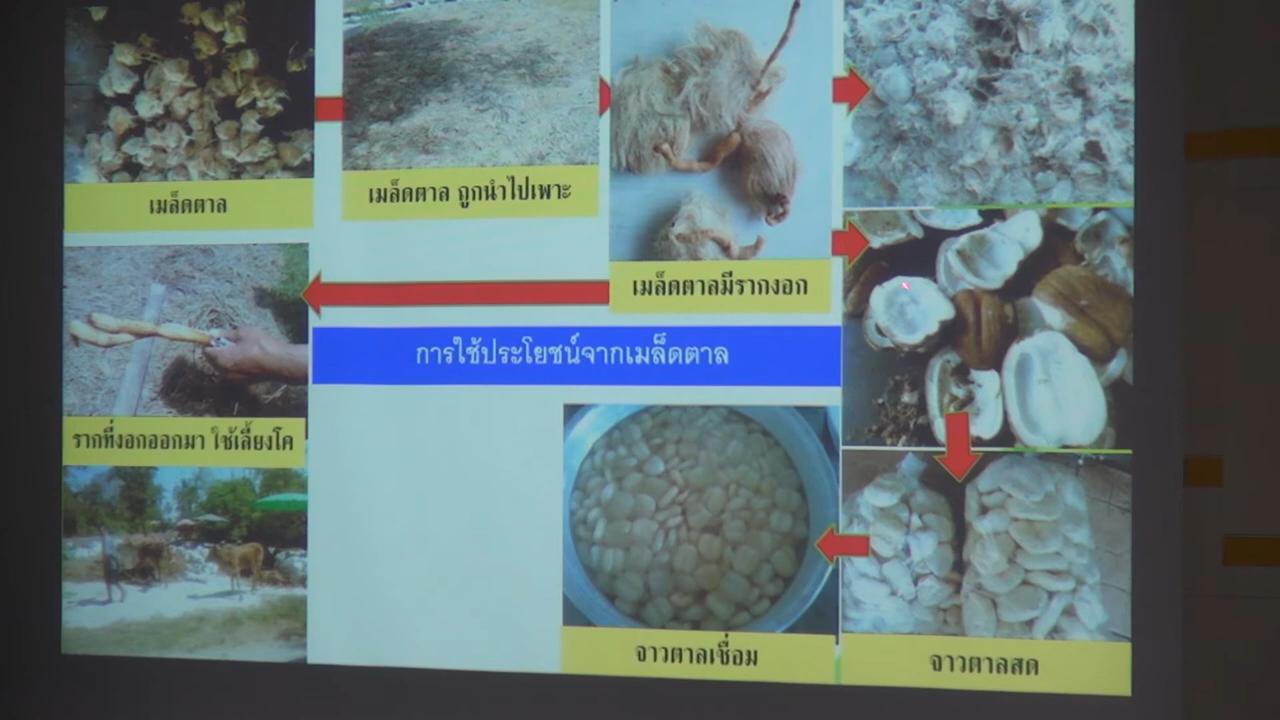 เมล็ดตาล
เมล็ดตาล ถูกนำไปเพาะ
เมล็ดตาลมีรากงอก
การใช้ประโยชน์จากเมล็ดตาล
รากที่งอกออกมา ใช้เลี้ยงโค
จาวตาลเชื่อม
จาวตาลสด